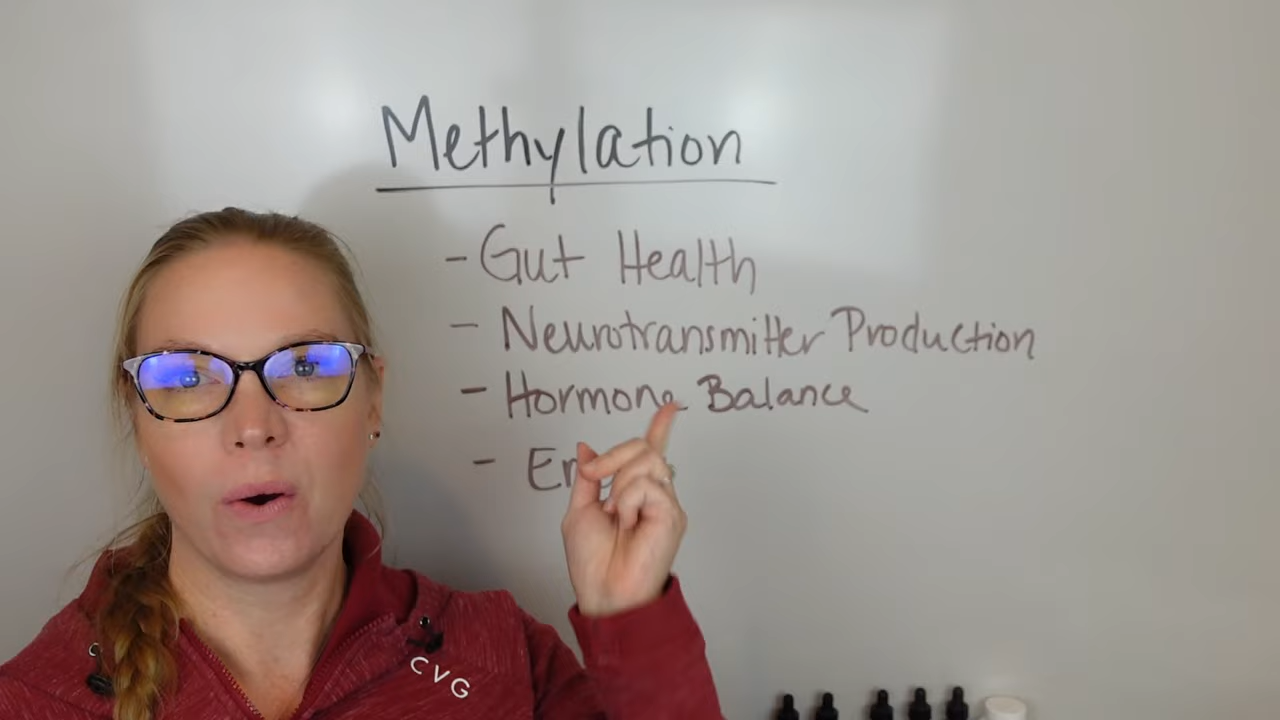 Methylation
- Gut Health
- Neurotransmitter Production
- Hormone Balance
-
CVG